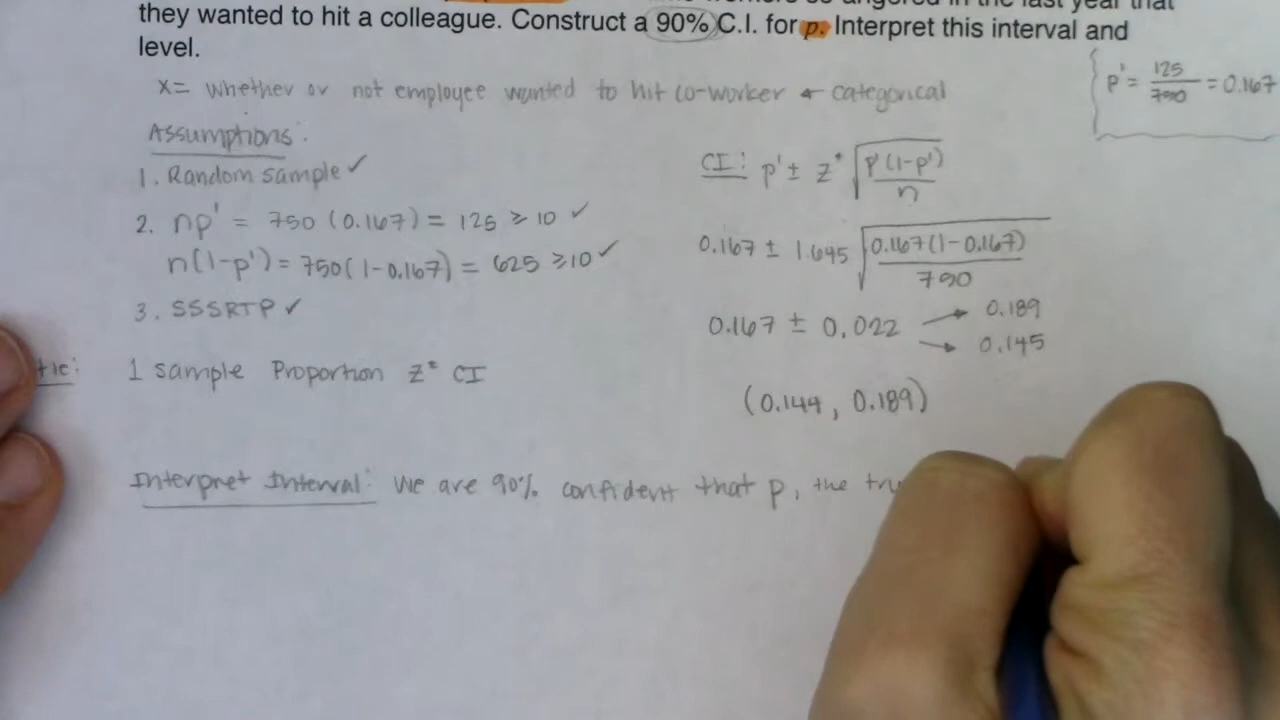 they wanted to hit a colleague. Construct a 90% C.I. for p. Interpret this interval and
level.
x = whether or not employee wanted to hit co-worker ← categorical
p' = 125/750 = 0.167
Assumptions:
1. Random sample ✓
2. np' = 750 (0.167) = 125 ≥ 10 ✓
n(1-p') = 750(1-0.167) = 625 ≥10 ✓
3. SSSRTP ✓
tic:
1 sample Proportion z* CI
CI: p' ± z* √(p'(1-p')/n)
0.167 ± 1.645 √(0.167(1-0.167)/750)
0.167 ± 0.022 → 0.189
→ 0.145
(0.144, 0.189)
Interpret Interval: We are 90% confident that p, the tru